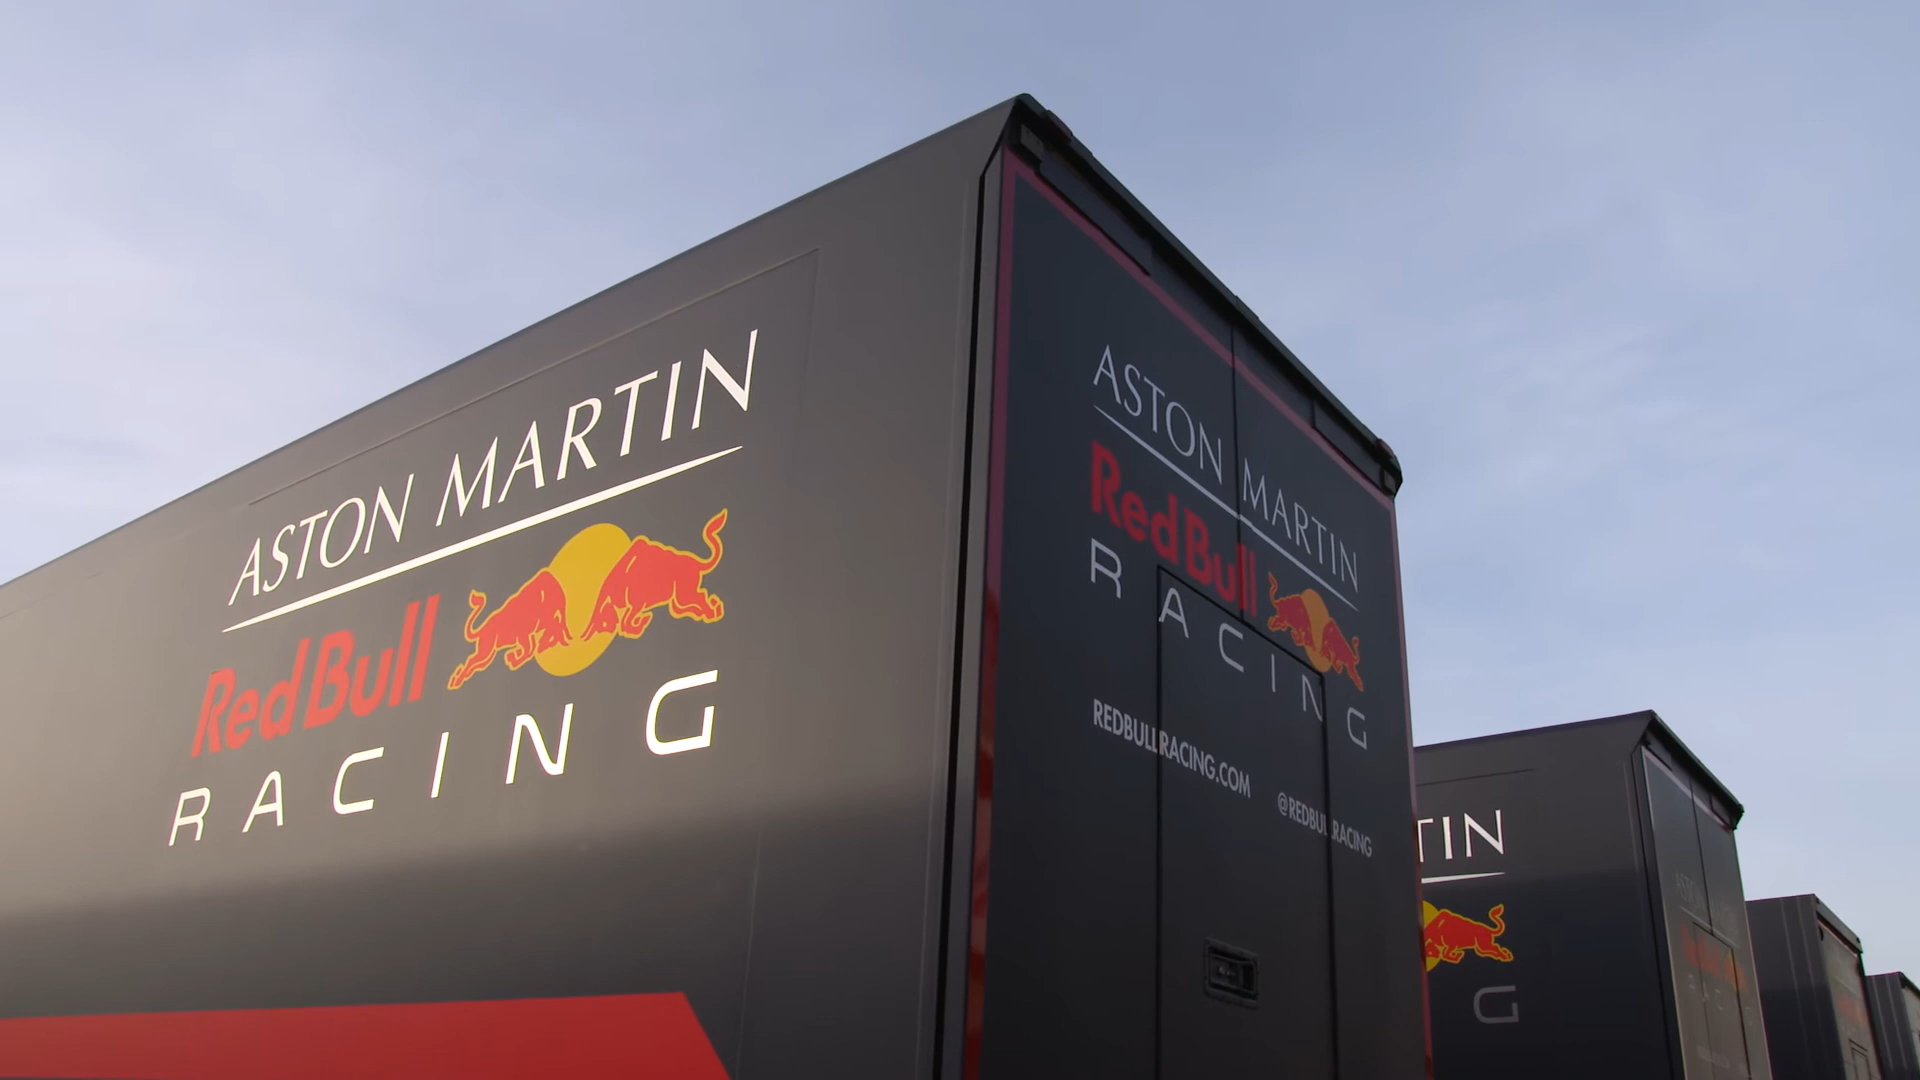 ASTON MARTIN
Red Bull
RACING
ASTON MARTIN
Red Bull
RACING
REDBULLRACING.COM
@REDBULLRACING
TIN
G